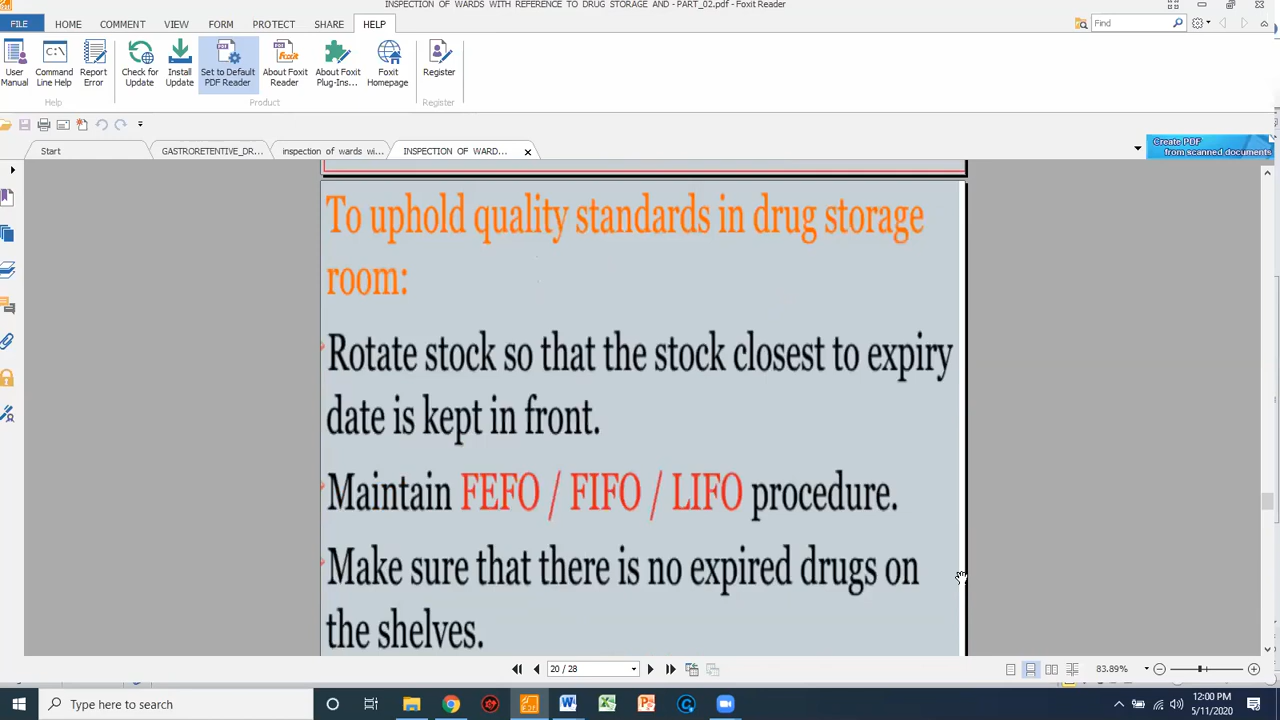 INSPECTION OF WARDS WITH REFERENCE TO DRUG STORAGE AND - PART_02.pdf - Foxit Reader
FILE HOME COMMENT VIEW FORM PROTECT SHARE HELP Find
User Manual
Command Line Help
Report Error
Check for Update
Install Update
Set to Default PDF Reader
About Foxit Reader
About Foxit Plug-Ins...
Foxit Homepage
Register
Help Product Register
Start GASTRORETENTIVE_DR... inspection of wards wi... INSPECTION OF WARD...
Create PDF
from scanned documents
To uphold quality standards in drug storage
room:
Rotate stock so that the stock closest to expiry
date is kept in front.
Maintain FEFO / FIFO / LIFO procedure.
Make sure that there is no expired drugs on
the shelves.
20 / 28 83.89%
Type here to search
12:00 PM
5/11/2020